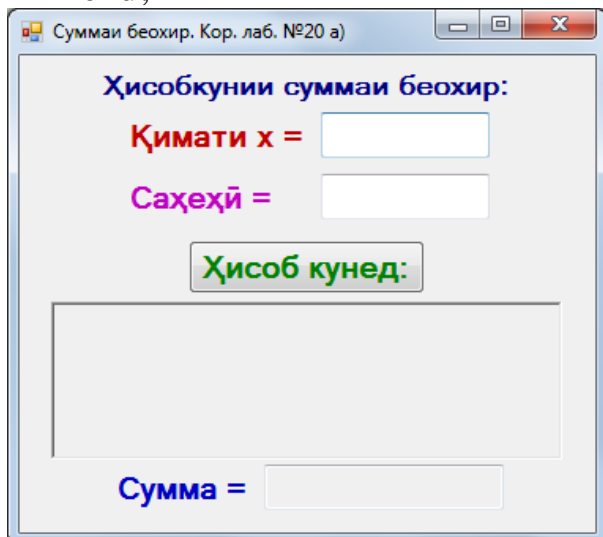 Суммаи беохир. Кор. лаб. №20 а)
Ҳисобкунии суммаи беохир:
Қимати x =
Саҳеҳӣ =
Ҳисоб кунед:
Сумма =